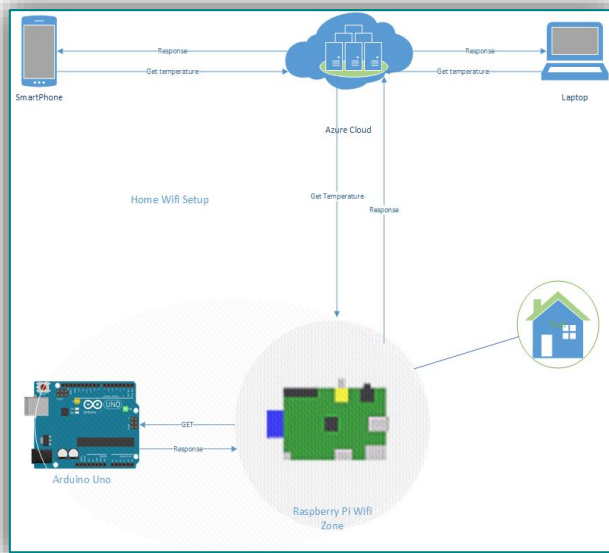 Response
Response
Get temperature
Get temperature
SmartPhone
Laptop
Azure Cloud
Home Wifi Setup
Get Temperature
Response
UNO
GET
Response
Arduino Uno
Raspberry Pi Wifi
Zone